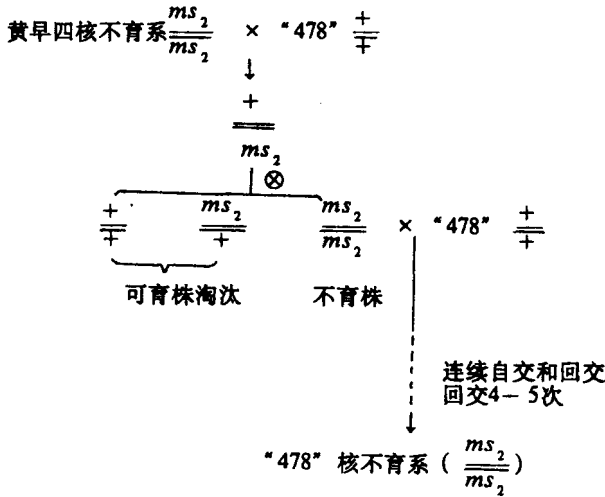 黄早四核不育系 ms₂/ms₂ × “478” +/+
↓
+
ms₂
⊗
+/+ ms₂/+ ms₂/ms₂ × “478” +/+
可育株淘汰 不育株
连续自交和回交
回交4－5次
“478” 核不育系 ( ms₂/ms₂ )